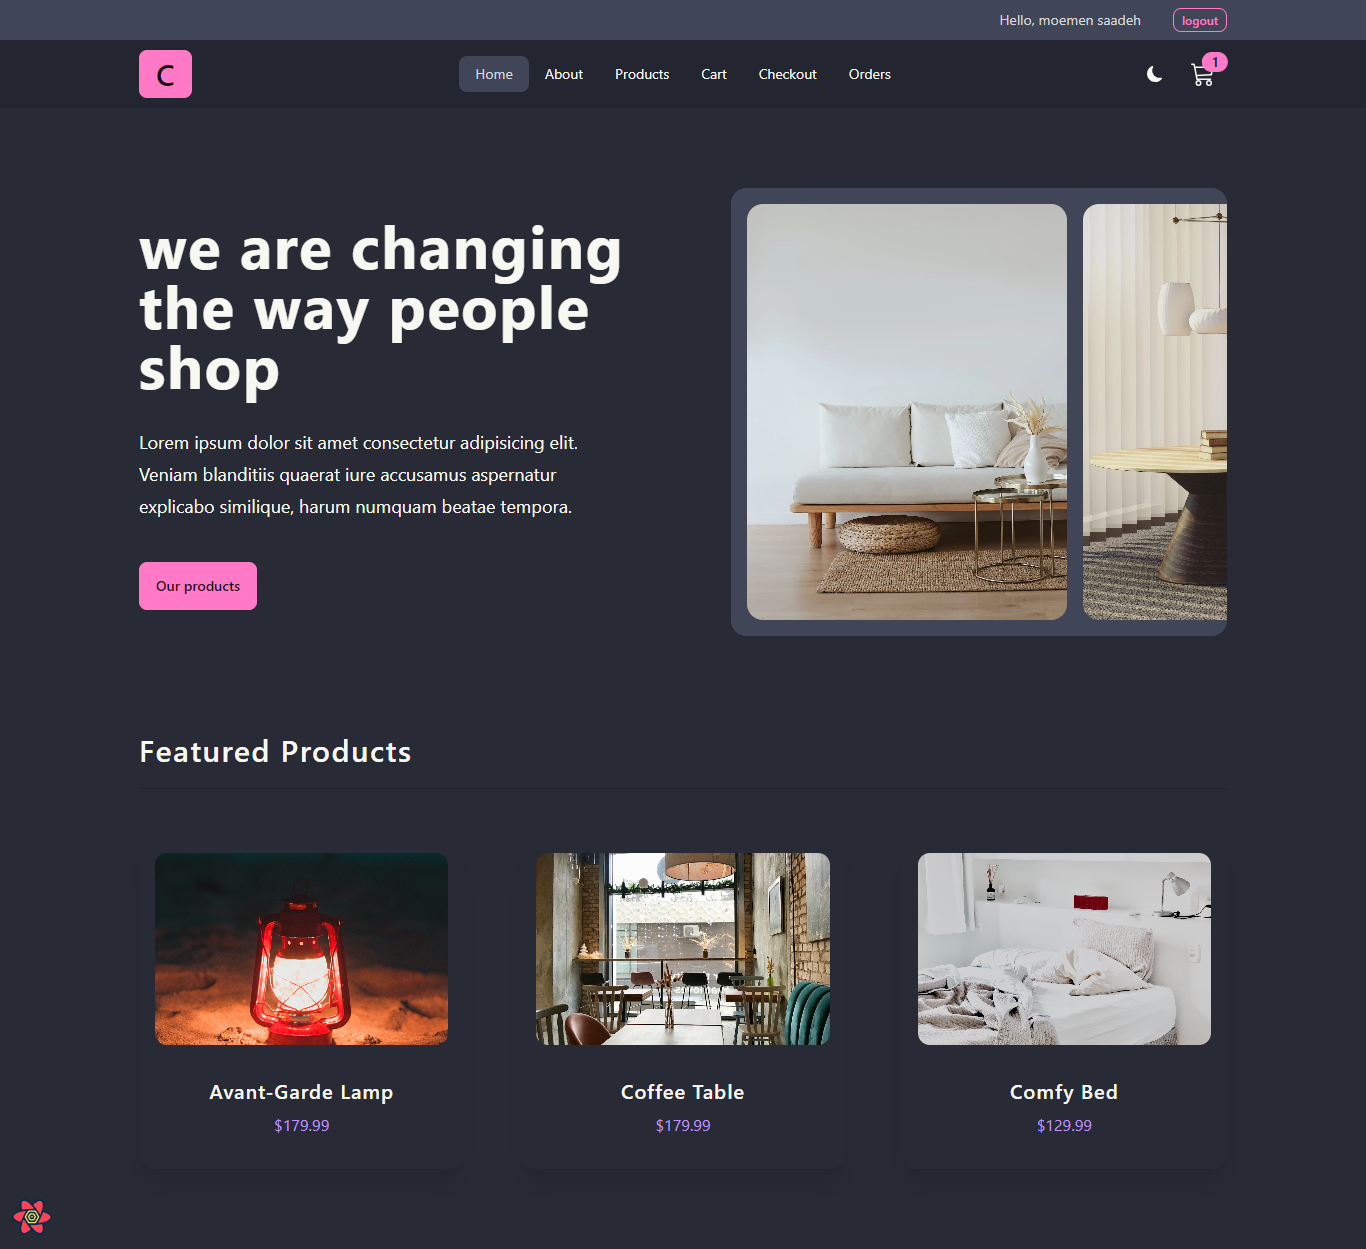 Hello, moemen saadeh
logout
C
Home
About
Products
Cart
Checkout
Orders
1
we are changing
the way people
shop
Lorem ipsum dolor sit amet consectetur adipisicing elit.
Veniam blanditiis quaerat iure accusamus aspernatur
explicabo similique, harum numquam beatae tempora.
Our products
Featured Products
Avant-Garde Lamp
$179.99
Coffee Table
$179.99
Comfy Bed
$129.99